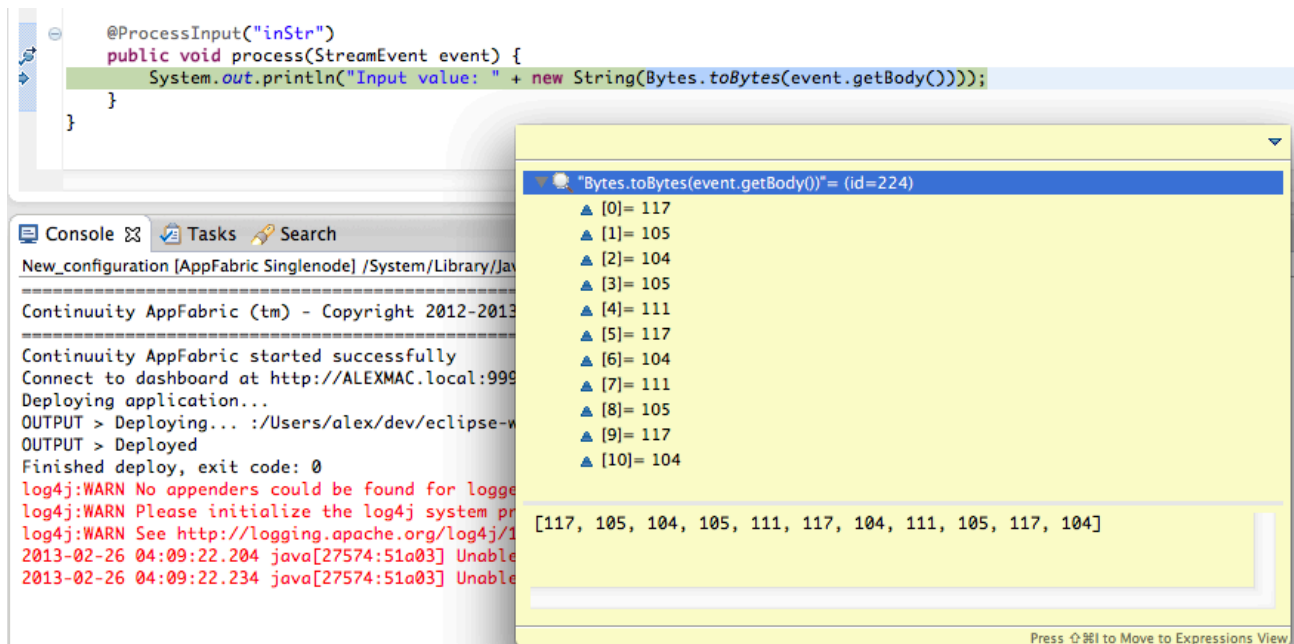 @ProcessInput("inStr")
public void process(StreamEvent event) {
System.out.println("Input value: " + new String(Bytes.toBytes(event.getBody())));
}
}
Console Tasks Search
New_configuration [AppFabric Singlenode] /System/Library/Jav
================================================
Continuuity AppFabric (tm) - Copyright 2012-2013
================================================
Continuuity AppFabric started successfully
Connect to dashboard at http://ALEXMAC.local:999
Deploying application...
OUTPUT > Deploying... :/Users/alex/dev/eclipse-w
OUTPUT > Deployed
Finished deploy, exit code: 0
log4j:WARN No appenders could be found for logge
log4j:WARN Please initialize the log4j system pr
log4j:WARN See http://logging.apache.org/log4j/1
2013-02-26 04:09:22.204 java[27574:51a03] Unable
2013-02-26 04:09:22.234 java[27574:51a03] Unable
"Bytes.toBytes(event.getBody())"= (id=224)
[0]= 117
[1]= 105
[2]= 104
[3]= 105
[4]= 111
[5]= 117
[6]= 104
[7]= 111
[8]= 105
[9]= 117
[10]= 104
[117, 105, 104, 105, 111, 117, 104, 111, 105, 117, 104]
Press ⇧⌘I to Move to Expressions View